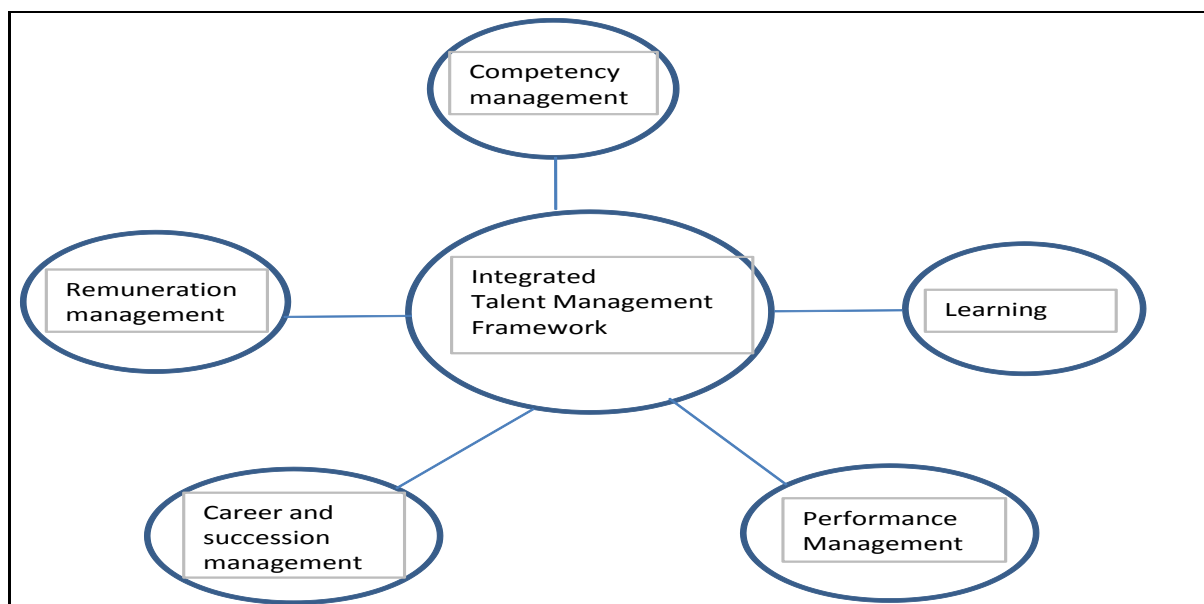 Competency
management
Remuneration
management
Integrated
Talent Management
Framework
Learning
Career and
succession
management
Performance
Management